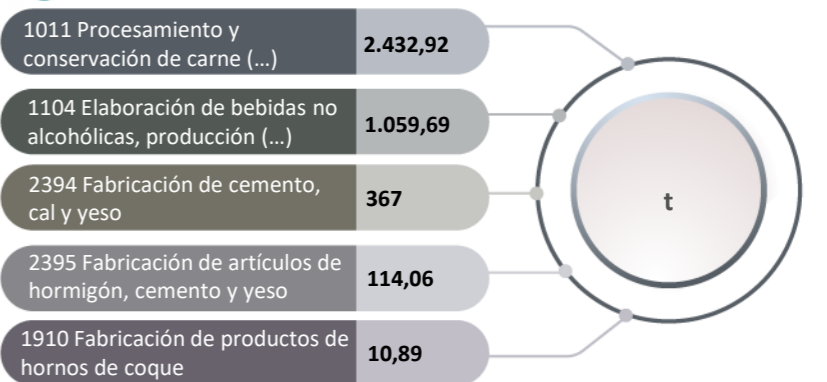 1011 Procesamiento y
conservación de carne (...)
2.432,92
1104 Elaboración de bebidas no
alcohólicas, producción (...)
1.059,69
2394 Fabricación de cemento,
cal y yeso
367
2395 Fabricación de artículos de
hormigón, cemento y yeso
114,06
1910 Fabricación de productos de
hornos de coque
10,89
t